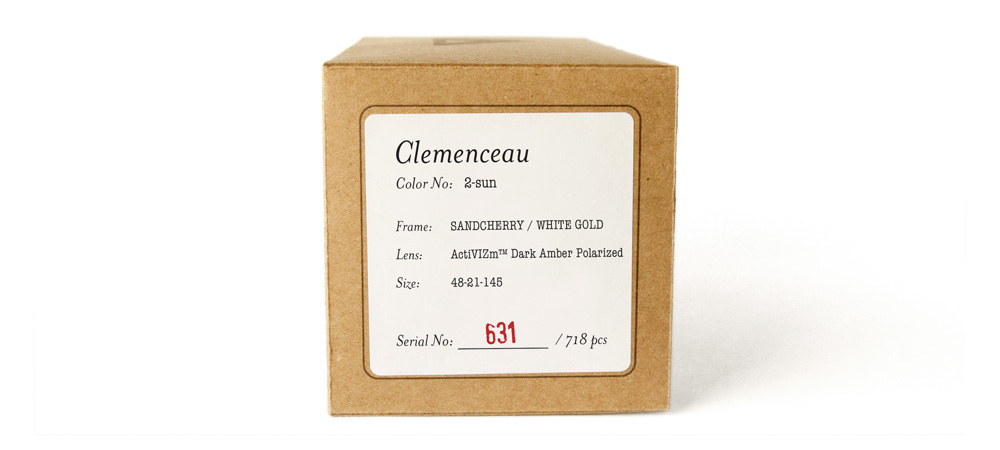 Clemenceau
Color No: 2-sun
Frame: SANDCHERRY / WHITE GOLD
Lens: ActiVIZm™ Dark Amber Polarized
Size: 48-21-145
Serial No: 631 / 718 pcs